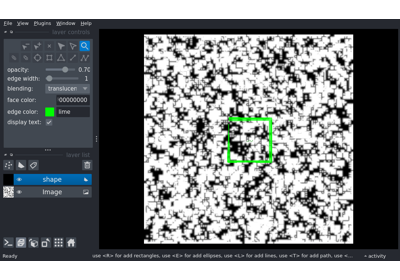 File View Plugins Window Help
layer controls
opacity: 0.70
edge width: 1
blending: translucen
face color: 00000000
edge color: lime
display text:
layer list
shape
Image
Ready
use <R> for add rectangles, use <E> for add ellipses, use <L> for add lines, use <T> for add path, use <...
activity